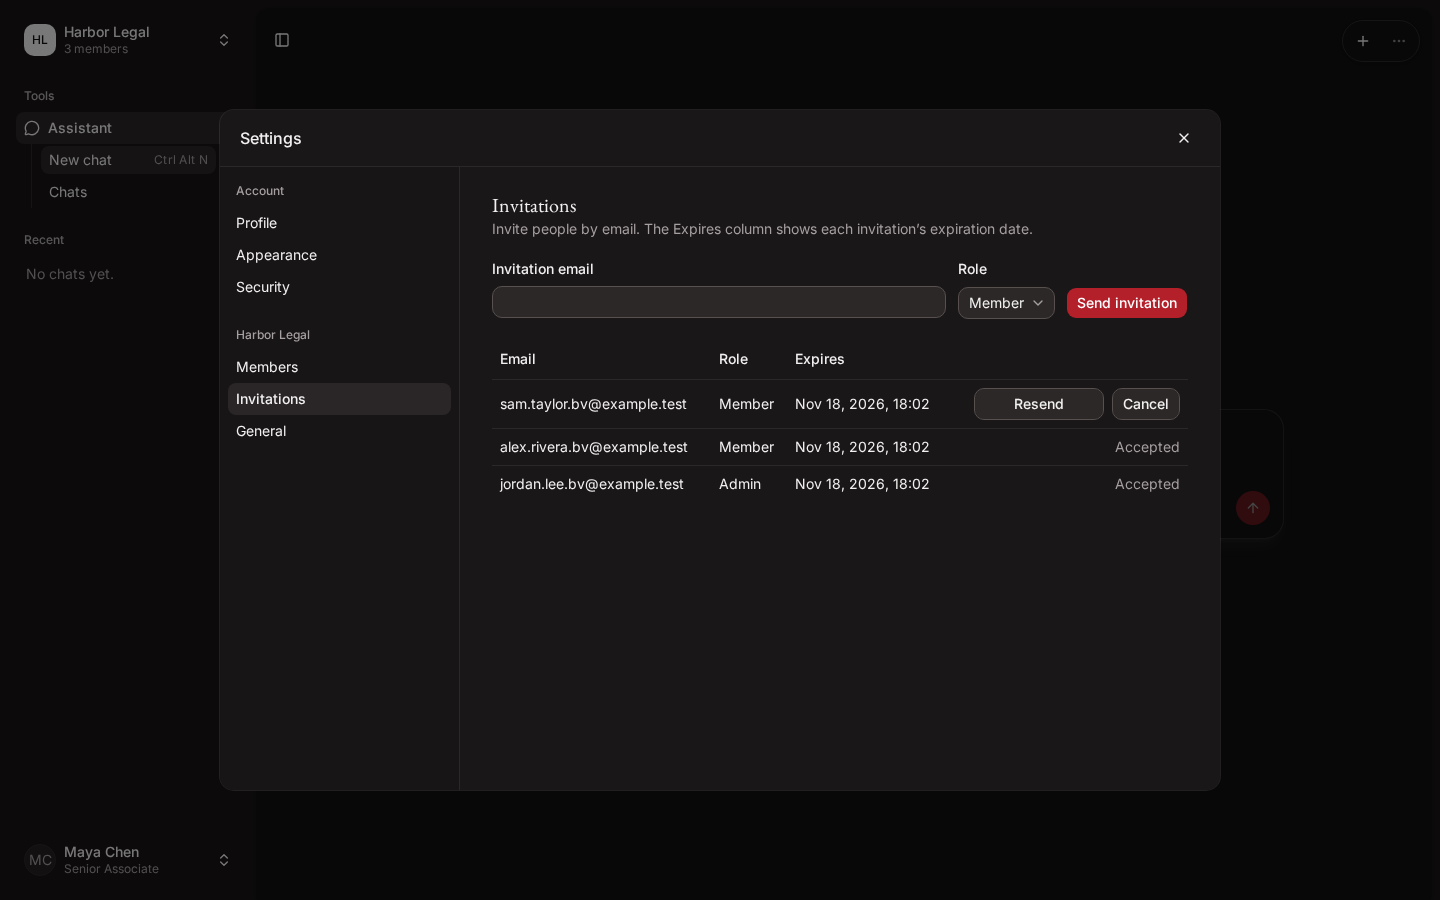 HL
Harbor Legal
3 members
Tools
Assistant
New chat Ctrl Alt N
Chats
Recent
No chats yet.
MC
Maya Chen
Senior Associate
Settings
Account
Profile
Appearance
Security
Harbor Legal
Members
Invitations
General
Invitations
Invite people by email. The Expires column shows each invitation’s expiration date.
Invitation email Role
Member Send invitation
Email Role Expires
sam.taylor.bv@example.test Member Nov 18, 2026, 18:02 Resend Cancel
alex.rivera.bv@example.test Member Nov 18, 2026, 18:02 Accepted
jordan.lee.bv@example.test Admin Nov 18, 2026, 18:02 Accepted